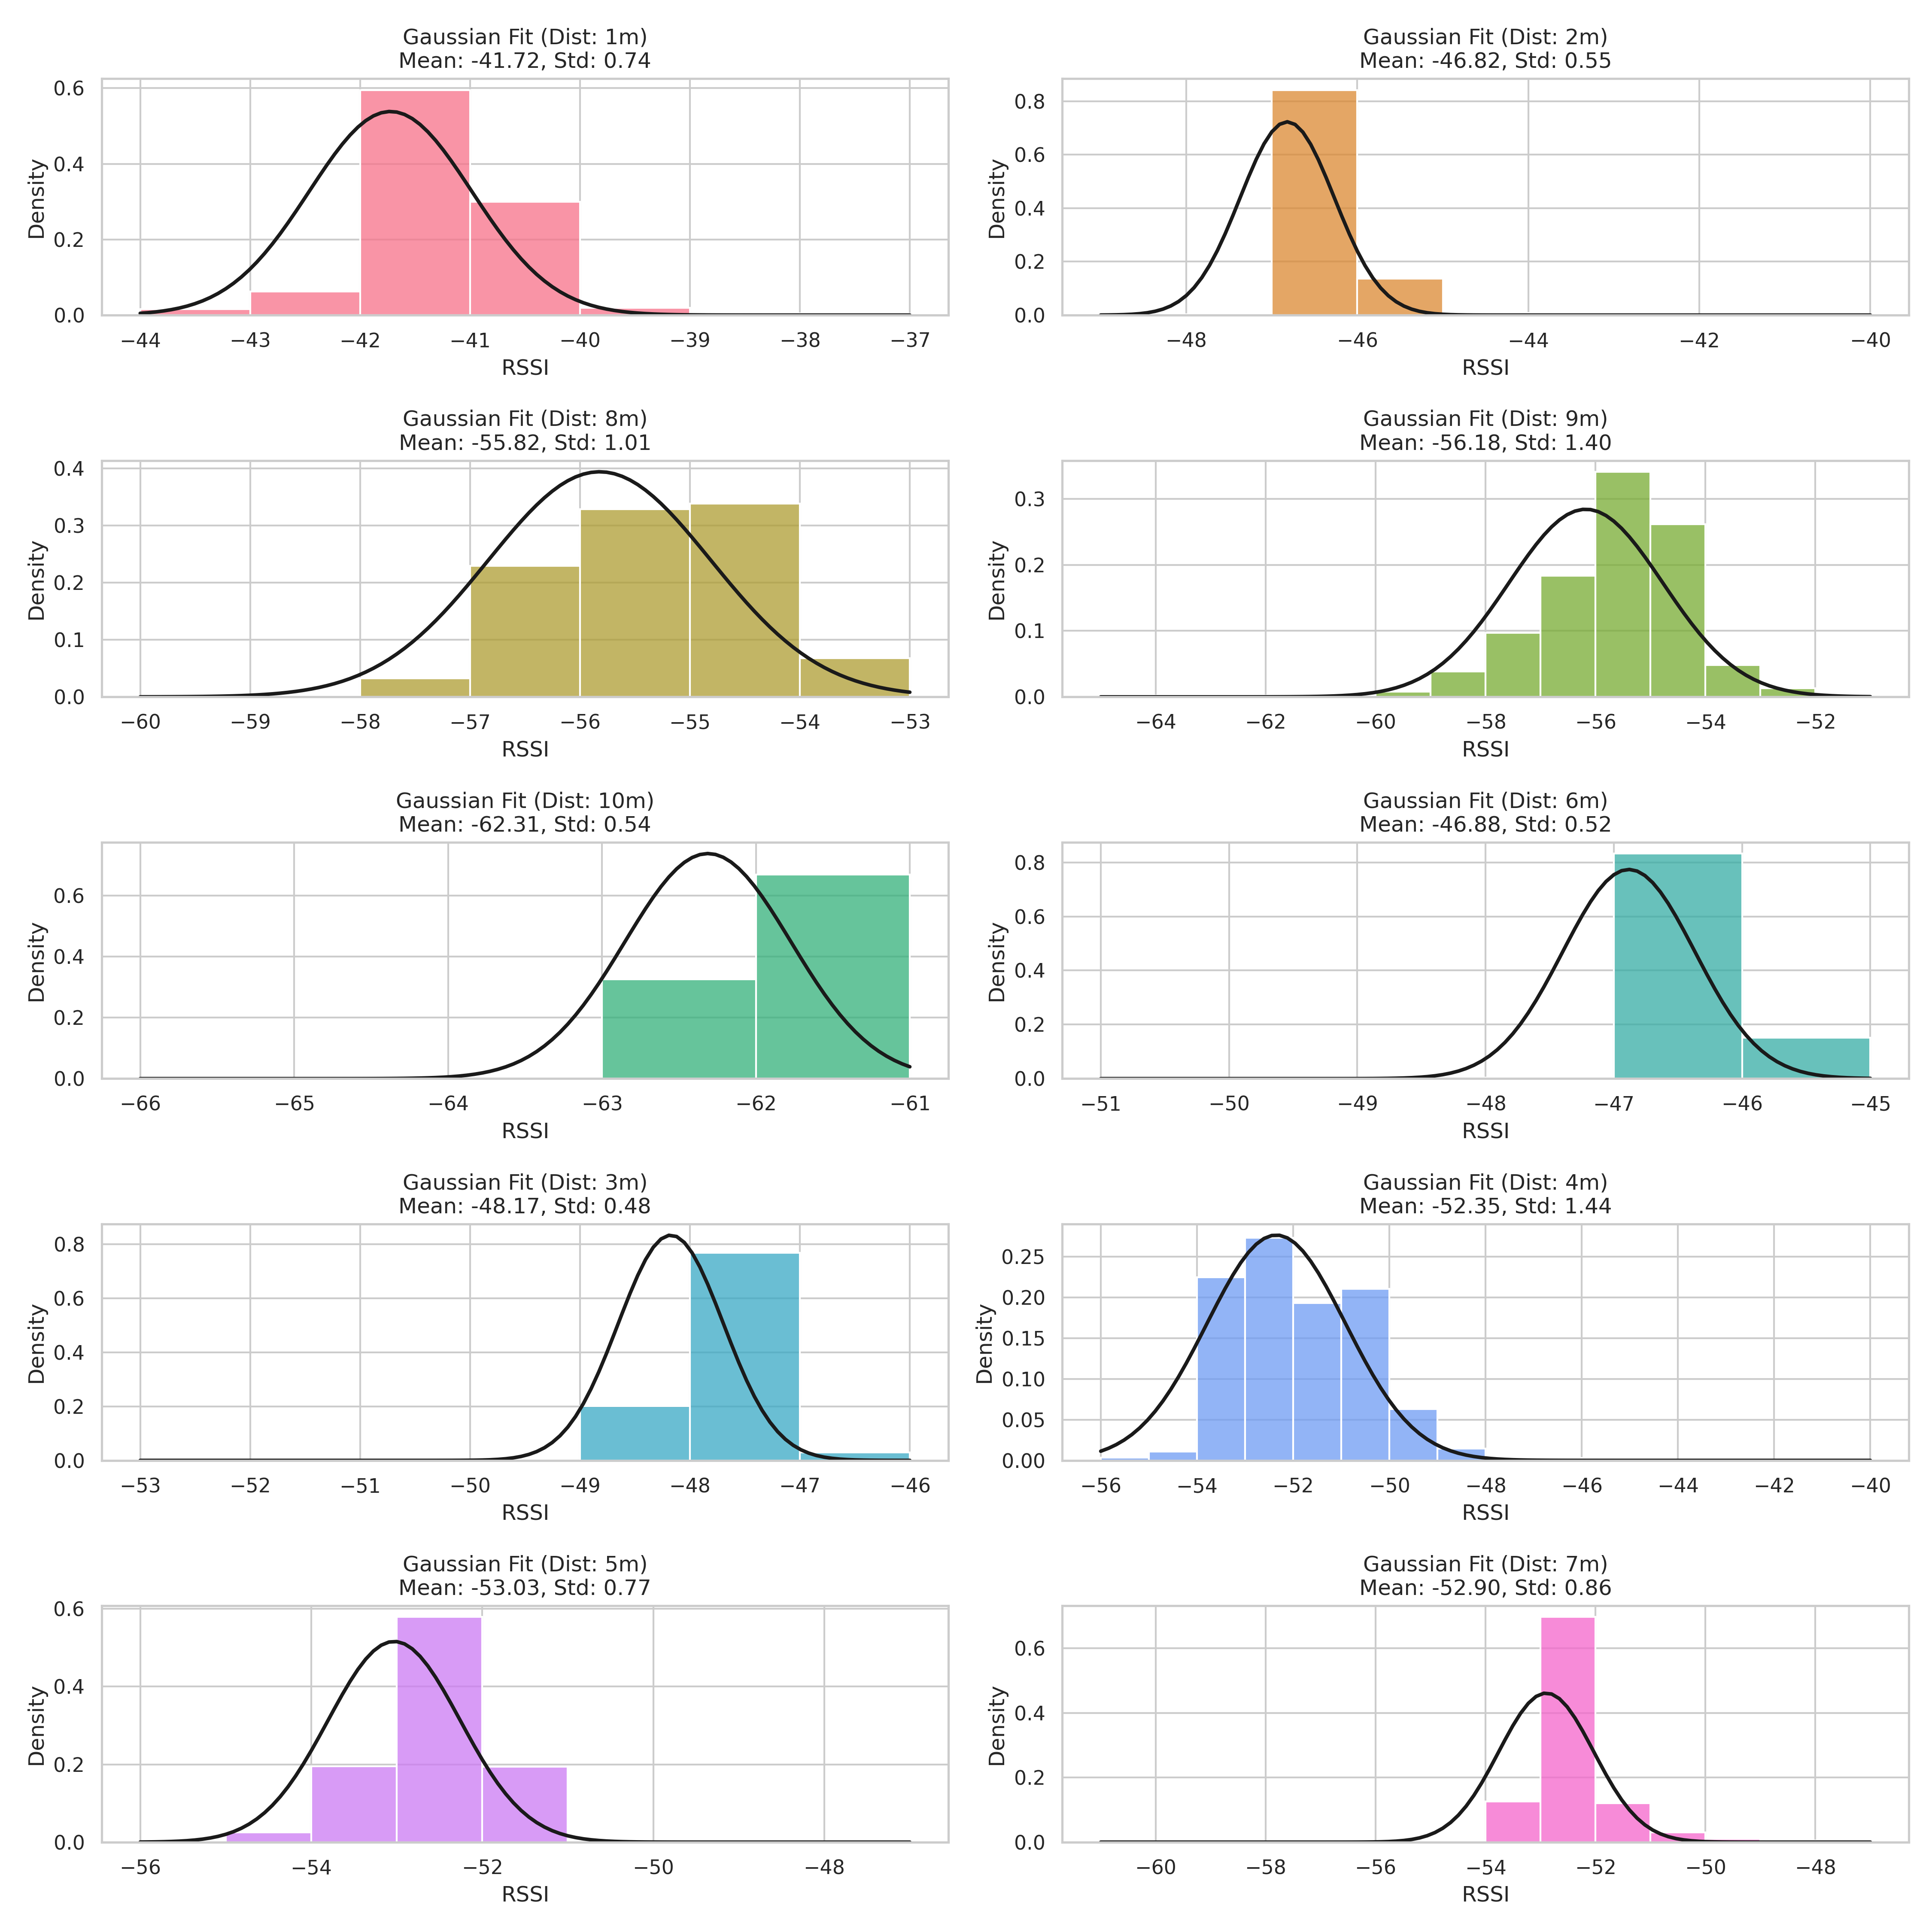 Gaussian Fit (Dist: 1m)
Mean: -41.72, Std: 0.74
0.6
0.4
0.2
0.0
Density
−44 −43 −42 −41 −40 −39 −38 −37
RSSI
Gaussian Fit (Dist: 2m)
Mean: -46.82, Std: 0.55
0.8
0.6
0.4
0.2
0.0
Density
−48 −46 −44 −42 −40
RSSI
Gaussian Fit (Dist: 8m)
Mean: -55.82, Std: 1.01
0.4
0.3
0.2
0.1
0.0
Density
−60 −59 −58 −57 −56 −55 −54 −53
RSSI
Gaussian Fit (Dist: 9m)
Mean: -56.18, Std: 1.40
0.3
0.2
0.1
0.0
Density
−64 −62 −60 −58 −56 −54 −52
RSSI
Gaussian Fit (Dist: 10m)
Mean: -62.31, Std: 0.54
0.6
0.4
0.2
0.0
Density
−66 −65 −64 −63 −62 −61
RSSI
Gaussian Fit (Dist: 6m)
Mean: -46.88, Std: 0.52
0.8
0.6
0.4
0.2
0.0
Density
−51 −50 −49 −48 −47 −46 −45
RSSI
Gaussian Fit (Dist: 3m)
Mean: -48.17, Std: 0.48
0.8
0.6
0.4
0.2
0.0
Density
−53 −52 −51 −50 −49 −48 −47 −46
RSSI
Gaussian Fit (Dist: 4m)
Mean: -52.35, Std: 1.44
0.25
0.20
0.15
0.10
0.05
0.00
Density
−56 −54 −52 −50 −48 −46 −44 −42 −40
RSSI
Gaussian Fit (Dist: 5m)
Mean: -53.03, Std: 0.77
0.6
0.4
0.2
0.0
Density
−56 −54 −52 −50 −48
RSSI
Gaussian Fit (Dist: 7m)
Mean: -52.90, Std: 0.86
0.6
0.4
0.2
0.0
Density
−60 −58 −56 −54 −52 −50 −48
RSSI